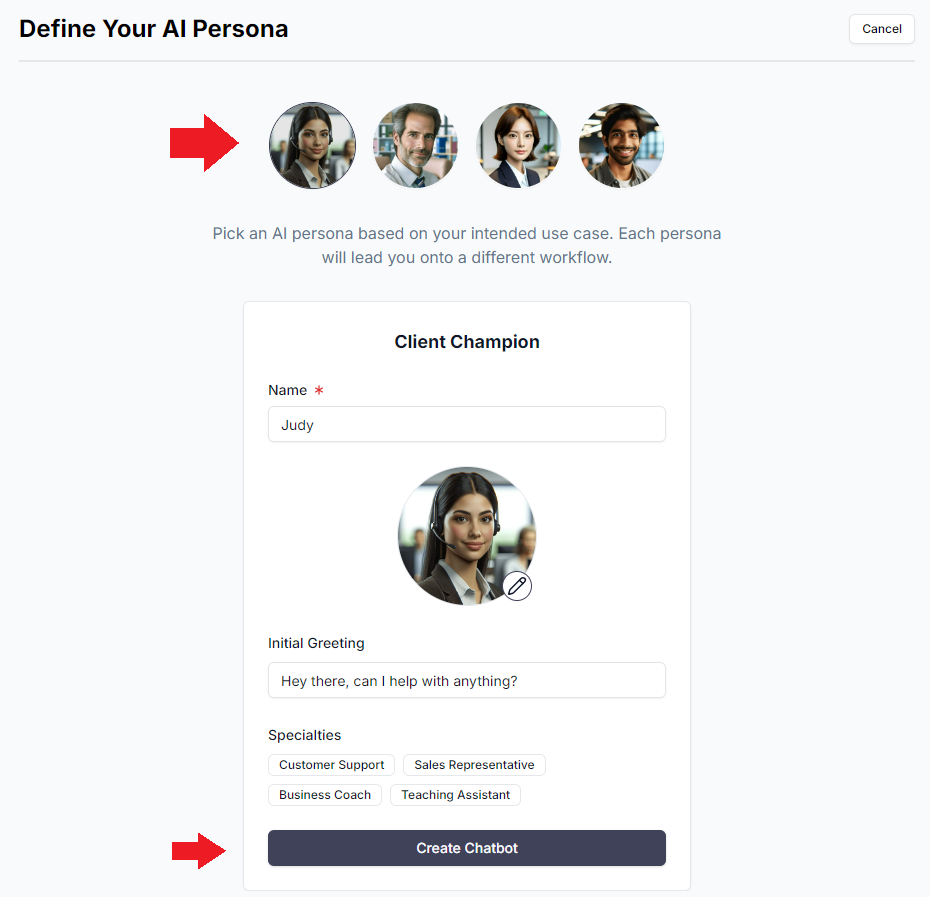 Define Your AI Persona
Cancel
Pick an AI persona based on your intended use case. Each persona
will lead you onto a different workflow.
Client Champion
Name *
Judy
Initial Greeting
Hey there, can I help with anything?
Specialties
Customer Support Sales Representative
Business Coach Teaching Assistant
Create Chatbot